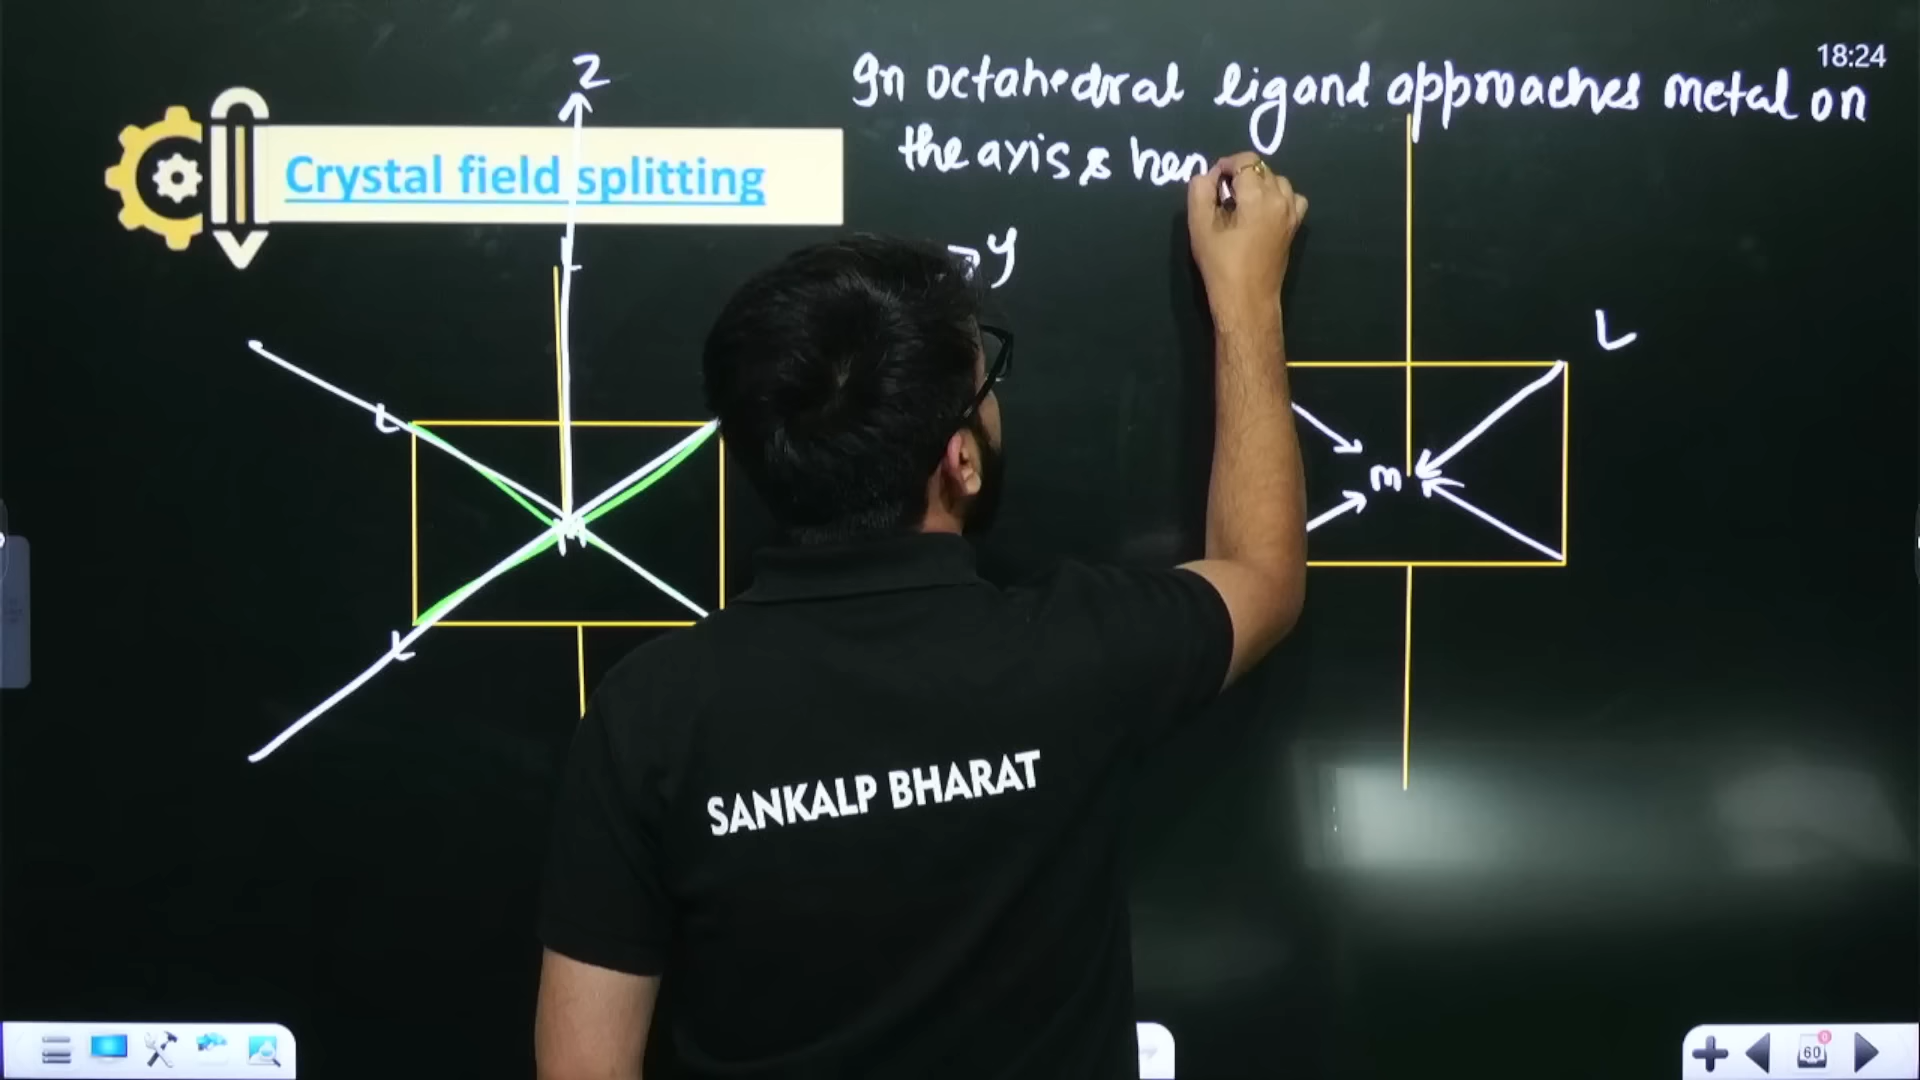 18:24
Z
In octahedral ligand approaches metal on
the axis & hen
Crystal field splitting
y
L
L
L
L
M
m
SANKALP BHARAT
60